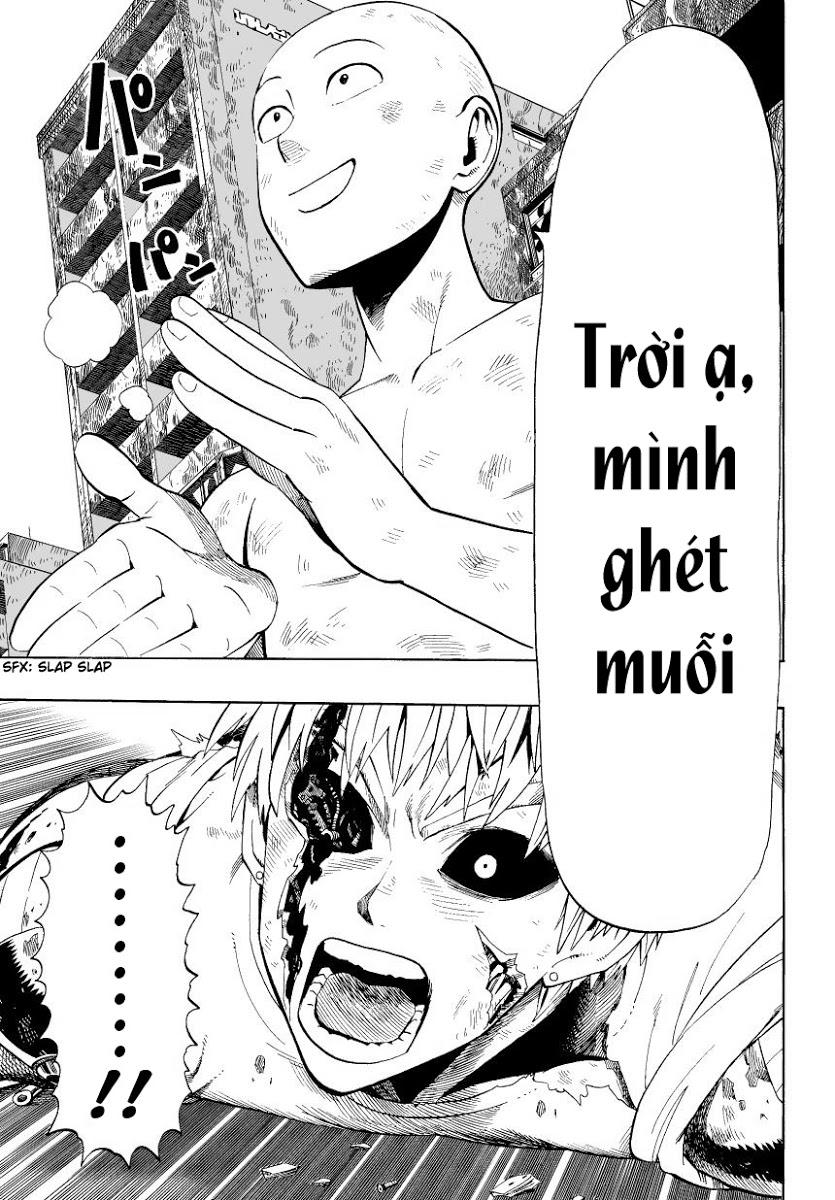 Trời ạ,
mình
ghét
muỗi
パン
パン
SFX: SLAP SLAP
........!!